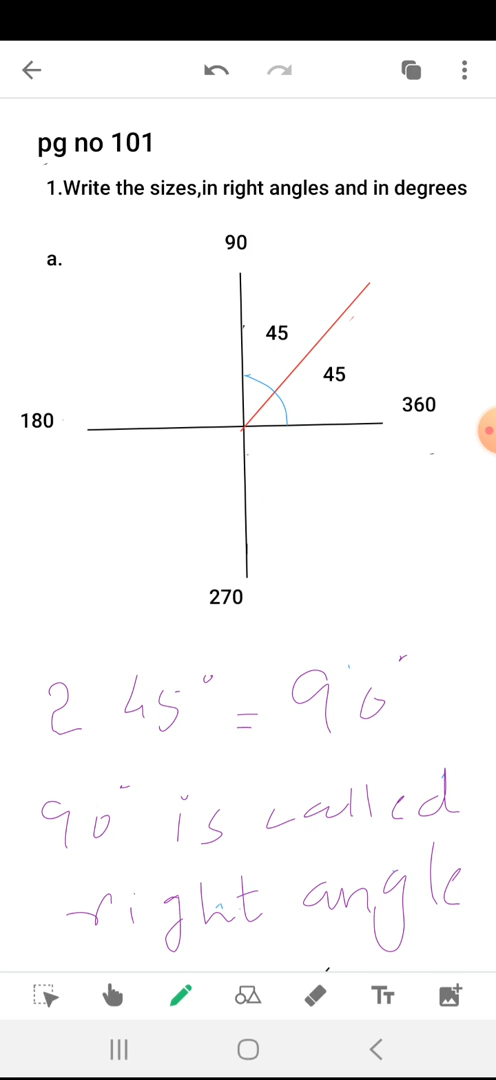 pg no 101
1.Write the sizes,in right angles and in degrees
90
a.
45
45
360
180
270
2 45° = 90°
90° is called
right angle
TT